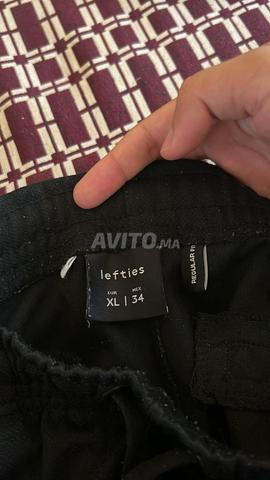 AVITO.MA
lefties
EUR MEX
XL | 34
REGULAR FI